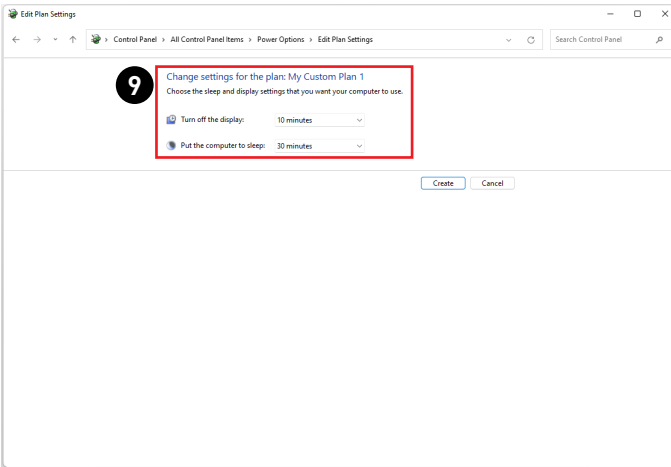 Edit Plan Settings
Control Panel > All Control Panel Items > Power Options > Edit Plan Settings
Search Control Panel
9
Change settings for the plan: My Custom Plan 1
Choose the sleep and display settings that you want your computer to use.
Turn off the display: 10 minutes
Put the computer to sleep: 30 minutes
Create Cancel